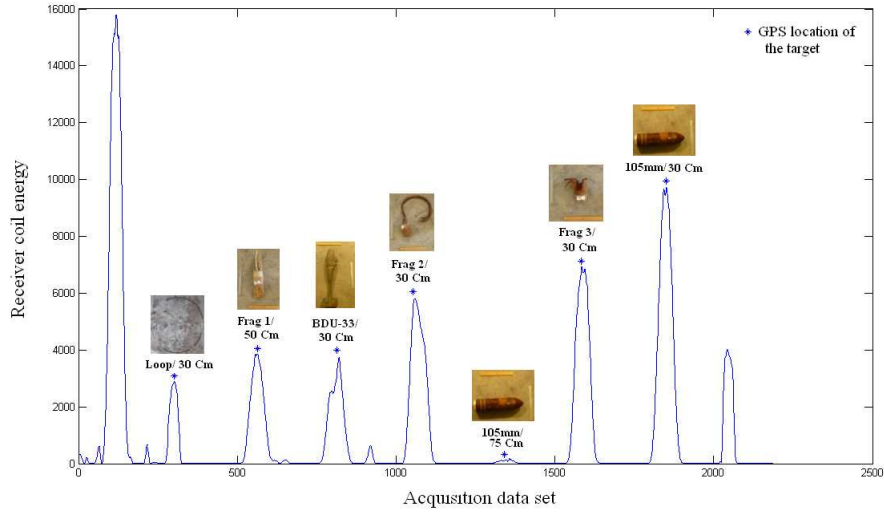 16000
14000
12000
10000
8000
6000
4000
2000
0
Receiver coil energy
* GPS location of
the target
105mm/30 Cm
Frag 3/
30 Cm
Frag 2/
30 Cm
Frag 1/
50 Cm
BDU-33/
30 Cm
Loop/ 30 Cm
105mm/
75 Cm
0
500
1000
1500
2000
2500
Acquisition data set